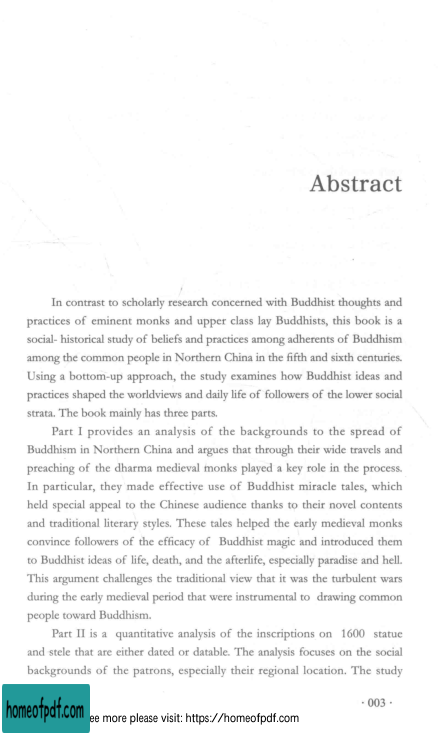 Abstract
In contrast to scholarly research concerned with Buddhist thoughts and
practices of eminent monks and upper class lay Buddhists, this book is a
social- historical study of beliefs and practices among adherents of Buddhism
among the common people in Northern China in the fifth and sixth centuries.
Using a bottom-up approach, the study examines how Buddhist ideas and
practices shaped the worldviews and daily life of followers of the lower social
strata. The book mainly has three parts.
Part I provides an analysis of the backgrounds to the spread of
Buddhism in Northern China and argues that through their wide travels and
preaching of the dharma medieval monks played a key role in the process.
In particular, they made effective use of Buddhist miracle tales, which
held special appeal to the Chinese audience thanks to their novel contents
and traditional literary styles. These tales helped the early medieval monks
convince followers of the efficacy of Buddhist magic and introduced them
to Buddhist ideas of life, death, and the afterlife, especially paradise and hell.
This argument challenges the traditional view that it was the turbulent wars
during the early medieval period that were instrumental to drawing common
people toward Buddhism.
Part II is a quantitative analysis of the inscriptions on 1600 statue
and stele that are either dated or datable. The analysis focuses on the social
backgrounds of the patrons, especially their regional location. The study
· 003 ·
homeofpdf.com
ee more please visit: https://homeofpdf.com